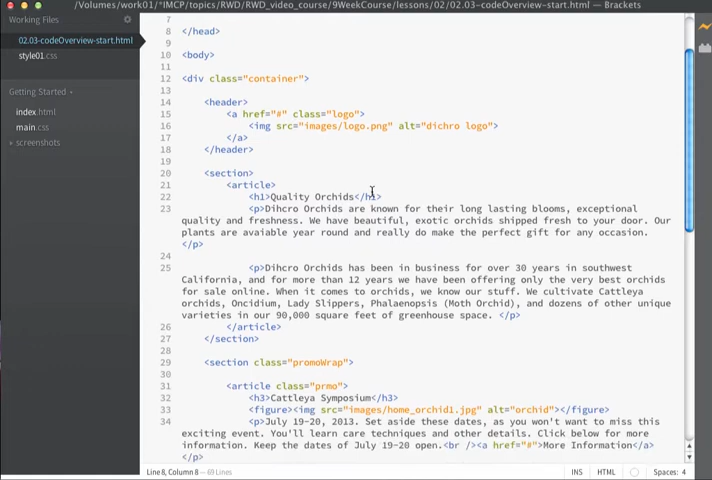 /Volumes/work01/*IMCP/topics/RWD/RWD_video_course/9WeekCourse/lessons/02/02.03-codeOverview-start.html — Brackets
Working Files
02.03-codeOverview-start.html
style01.css
Getting Started
index.html
main.css
screenshots
7
8 </head>
9
10 <body>
11
12 <div class="container">
13
14 <header>
15 <a href="#" class="logo">
16 <img src="images/logo.png" alt="dichro logo">
17 </a>
18 </header>
19
20 <section>
21 <article>
22 <h1>Quality Orchids</h1>
23 <p>Dihcro Orchids are known for their long lasting blooms, exceptional
quality and freshness. We have beautiful, exotic orchids shipped fresh to your door. Our
plants are avaiable year round and really do make the perfect gift for any occasion.
</p>
24
25 <p>Dihcro Orchids has been in business for over 30 years in southwest
California, and for more than 12 years we have been offering only the very best orchids
for sale online. When it comes to orchids, we know our stuff. We cultivate Cattleya
orchids, Oncidium, Lady Slippers, Phalaenopsis (Moth Orchid), and dozens of other unique
varieties in our 90,000 square feet of greenhouse space. </p>
26 </article>
27 </section>
28
29 <section class="promoWrap">
30
31 <article class="prmo">
32 <h3>Cattleya Symposium</h3>
33 <figure><img src="images/home_orchid1.jpg" alt="orchid"></figure>
34 <p>July 19-20, 2013. Set aside these dates, as you won't want to miss this
exciting event. You'll learn care techniques and other details. Click below for more
information. Keep the dates of July 19-20 open.<br /><a href="#">More Information</a>
</p>
Line 8, Column 8 — 69 Lines
INS HTML Spaces: 4